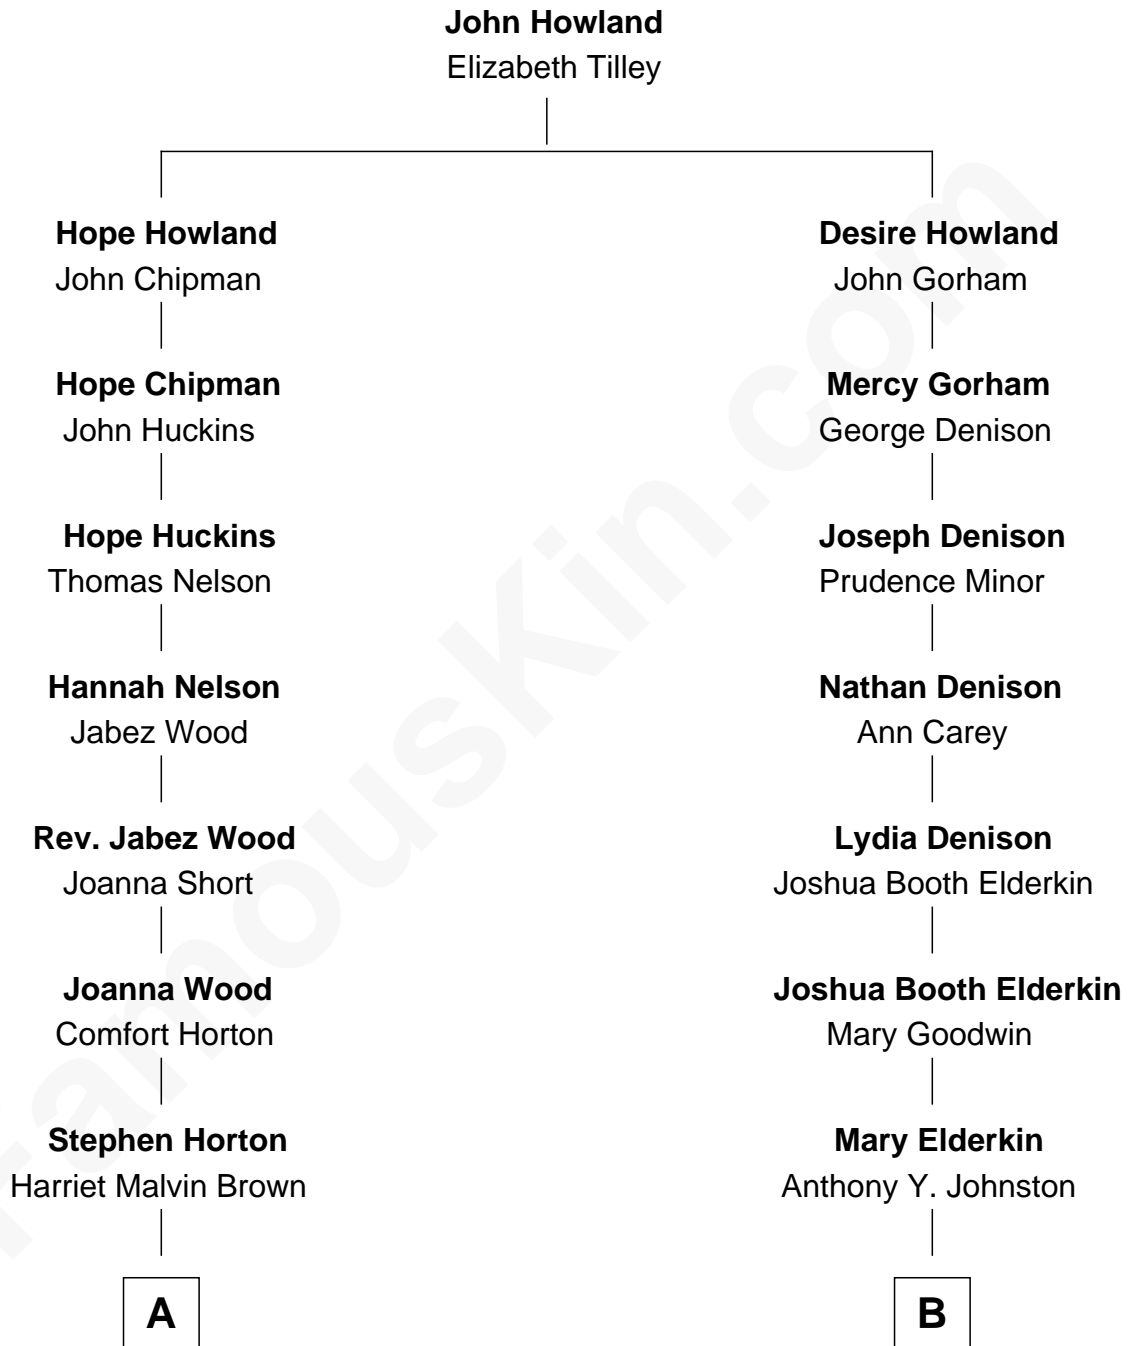 John Howland
Elizabeth Tilley
Hope Howland
John Chipman
Desire Howland
John Gorham
Hope Chipman
John Huckins
Mercy Gorham
George Denison
Hope Huckins
Thomas Nelson
Joseph Denison
Prudence Minor
Hannah Nelson
Jabez Wood
Nathan Denison
Ann Carey
Rev. Jabez Wood
Joanna Short
Lydia Denison
Joshua Booth Elderkin
Joanna Wood
Comfort Horton
Joshua Booth Elderkin
Mary Goodwin
Stephen Horton
Harriet Malvin Brown
Mary Elderkin
Anthony Y. Johnston
A
B
FamousKin.com